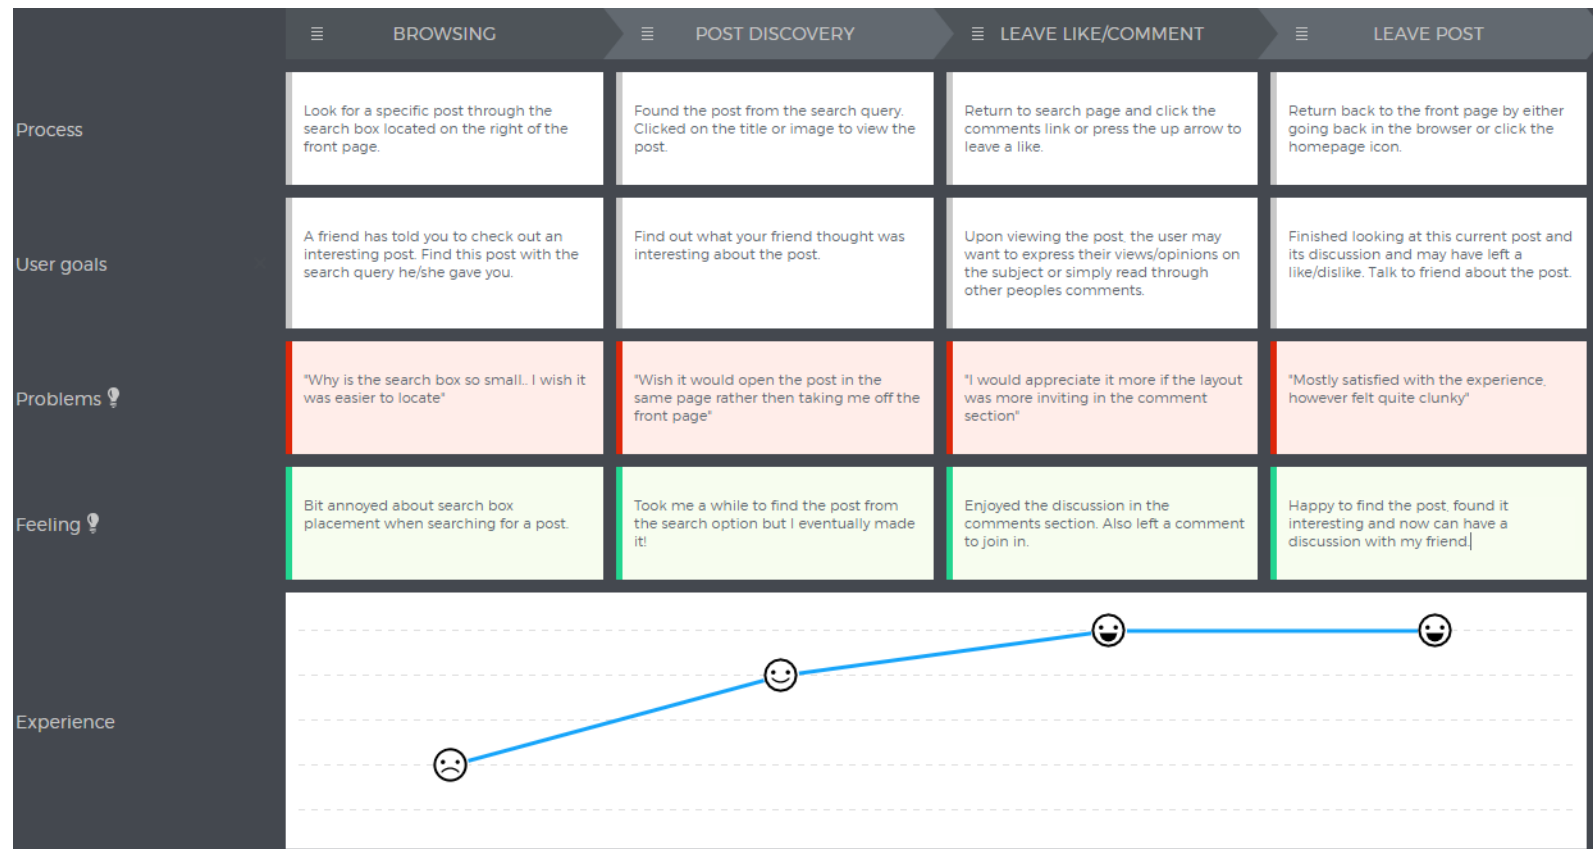 BROWSING
POST DISCOVERY
LEAVE LIKE/COMMENT
LEAVE POST
Process
Look for a specific post through the
search box located on the right of the
front page.
Found the post from the search query.
Clicked on the title or image to view the
post.
Return to search page and click the
comments link or press the up arrow to
leave a like.
Return back to the front page by either
going back in the browser or click the
homepage icon.
User goals
A friend has told you to check out an
interesting post. Find this post with the
search query he/she gave you.
Find out what your friend thought was
interesting about the post.
Upon viewing the post, the user may
want to express their views/opinions on
the subject or simply read through
other peoples comments.
Finished looking at this current post and
its discussion and may have left a
like/dislike. Talk to friend about the post.
Problems
"Why is the search box so small.. I wish it
was easier to locate"
"Wish it would open the post in the
same page rather then taking me off the
front page"
"I would appreciate it more if the layout
was more inviting in the comment
section"
"Mostly satisfied with the experience,
however felt quite clunky"
Feeling
Bit annoyed about search box
placement when searching for a post.
Took me a while to find the post from
the search option but I eventually made
it!
Enjoyed the discussion in the
comments section. Also left a comment
to join in.
Happy to find the post, found it
interesting and now can have a
discussion with my friend.
Experience